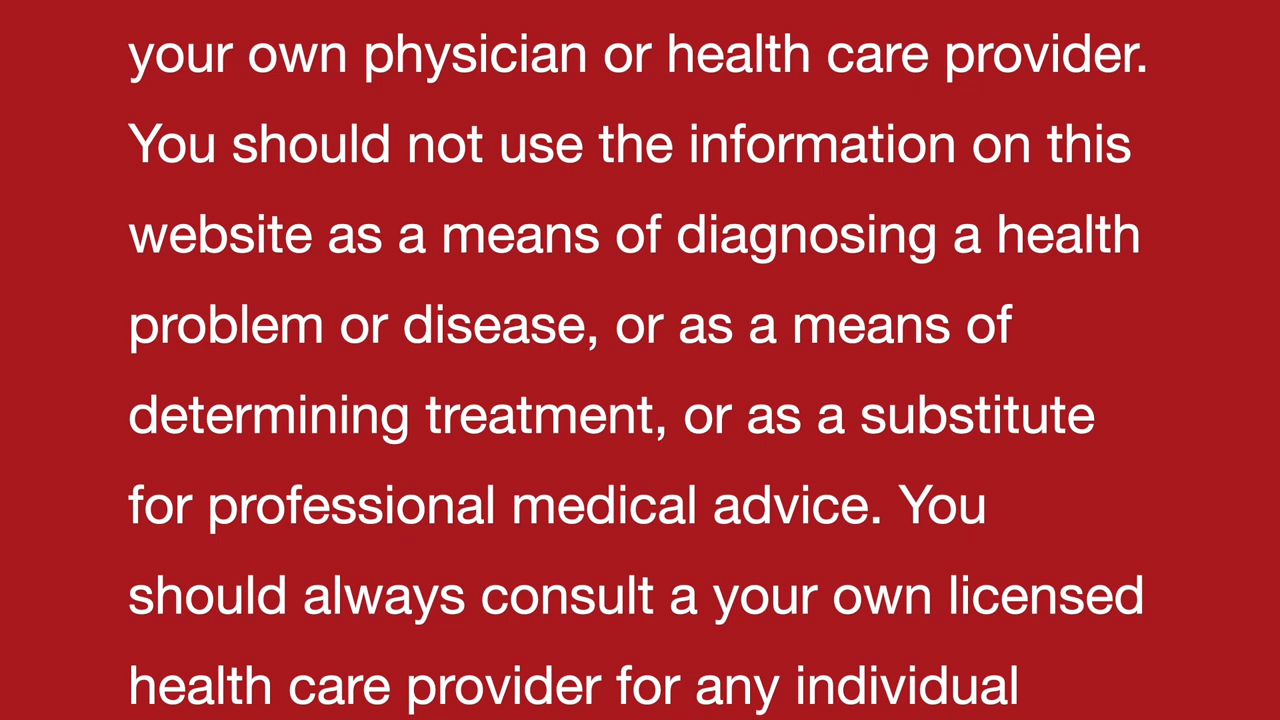 your own physician or health care provider.
You should not use the information on this
website as a means of diagnosing a health
problem or disease, or as a means of
determining treatment, or as a substitute
for professional medical advice. You
should always consult a your own licensed
health care provider for any individual